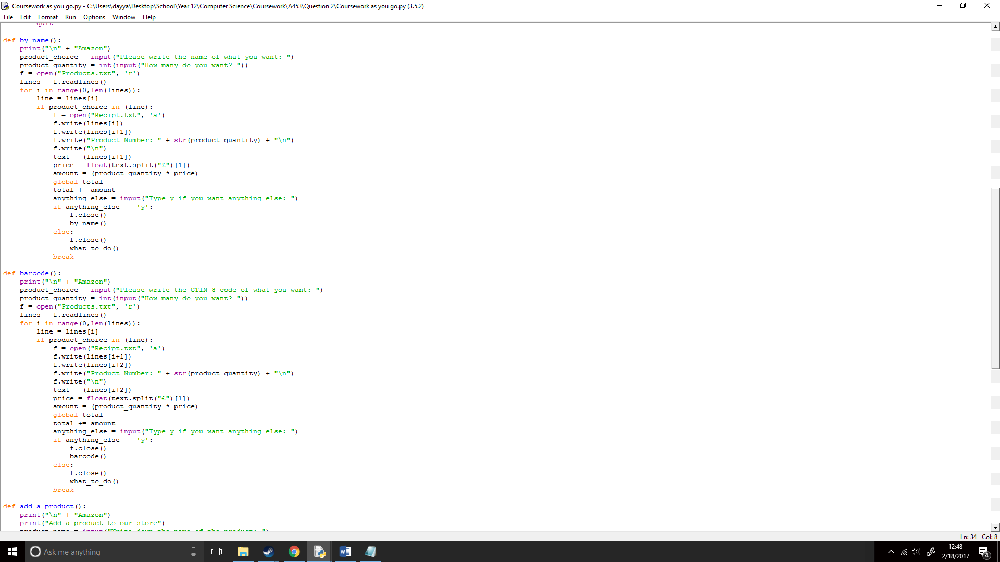 Coursework as you go.py - C:\Users\dayya\Desktop\School\Year 12\Computer Science\Coursework\A453\Question 2\Coursework as you go.py (3.5.2)
File Edit Format Run Options Window Help
quit
def by_name():
    print("\n" + "Amazon")
    product_choice = input("Please write the name of what you want: ")
    product_quantity = int(input("How many do you want? "))
    f = open("Products.txt", 'r')
    lines = f.readlines()
    for i in range(0,len(lines)):
        line = lines[i]
        if product_choice in (line):
            f = open("Recipt.txt", 'a')
            f.write(lines[i])
            f.write(lines[i+1])
            f.write("Product Number: " + str(product_quantity) + "\n")
            f.write("\n")
            text = (lines[i+1])
            price = float(text.split("£")[1])
            amount = (product_quantity * price)
            global total
            total += amount
            anything_else = input("Type y if you want anything else: ")
            if anything_else == 'y':
                f.close()
                by_name()
            else:
                f.close()
                what_to_do()
            break
def barcode():
    print("\n" + "Amazon")
    product_choice = input("Please write the GTIN-8 code of what you want: ")
    product_quantity = int(input("How many do you want? "))
    f = open("Products.txt", 'r')
    lines = f.readlines()
    for i in range(0,len(lines)):
        line = lines[i]
        if product_choice in (line):
            f = open("Recipt.txt", 'a')
            f.write(lines[i+1])
            f.write(lines[i+2])
            f.write("Product Number: " + str(product_quantity) + "\n")
            f.write("\n")
            text = (lines[i+2])
            price = float(text.split("£")[1])
            amount = (product_quantity * price)
            global total
            total += amount
            anything_else = input("Type y if you want anything else: ")
            if anything_else == 'y':
                f.close()
                barcode()
            else:
                f.close()
                what_to_do()
            break
def add_a_product():
    print("\n" + "Amazon")
    print("Add a product to our store")
    product_name = input("Write down the name of the product: ")
Ln: 34 Col: 8
Ask me anything
12:48
2/18/2017
4